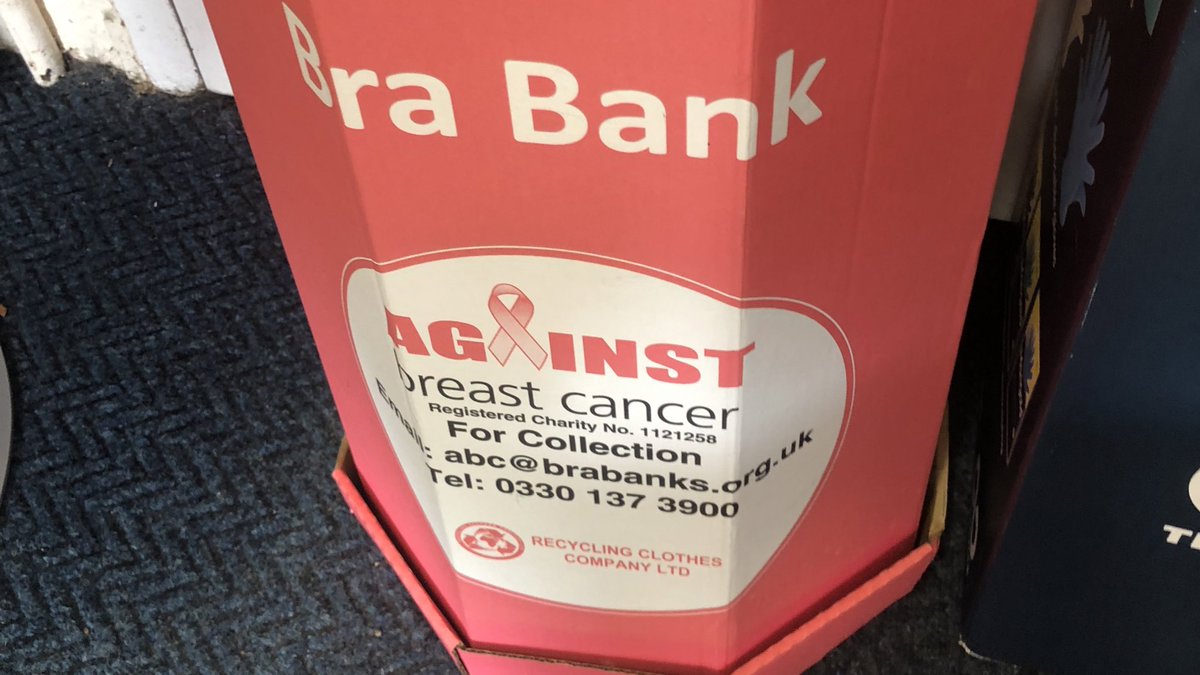 Bra Bank
AGAINST
breast cancer
Registered Charity No. 1121258
For Collection
Email: abc@brabanks.org.uk
Tel: 0330 137 3900
RECYCLING CLOTHES
COMPANY LTD